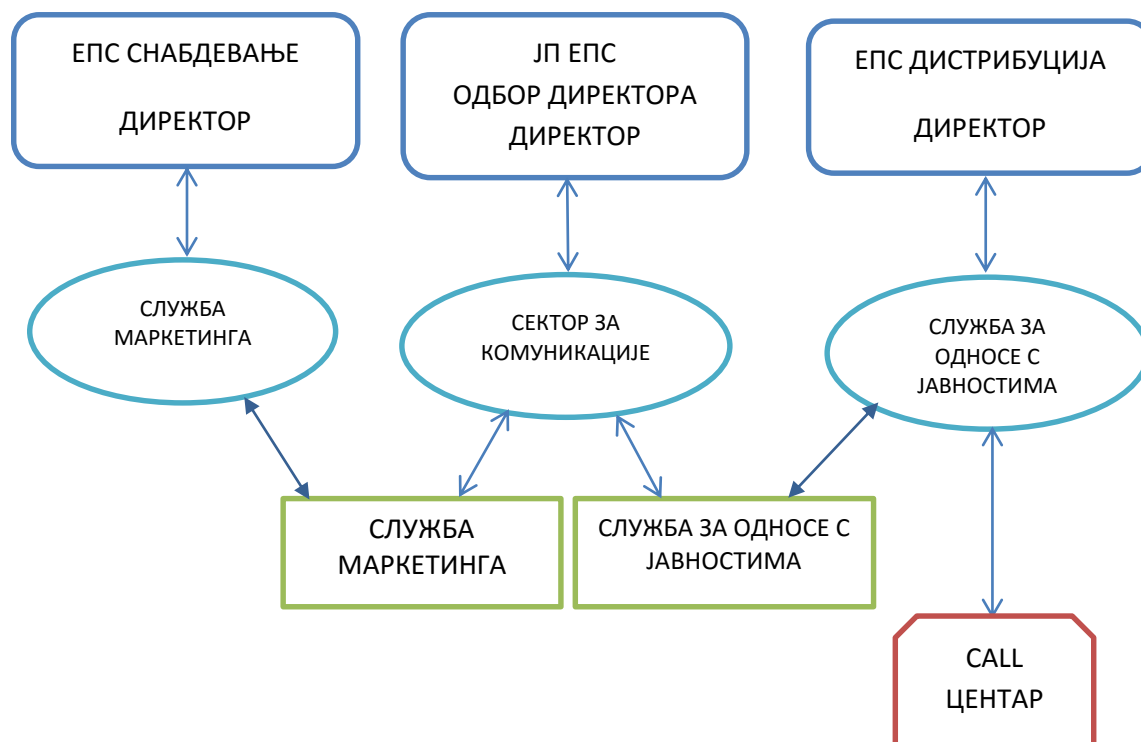 ЕПС СНАБДЕВАЊЕ
ДИРЕКТОР
ЈП ЕПС
ОДБОР ДИРЕКТОРА
ДИРЕКТОР
ЕПС ДИСТРИБУЦИЈА
ДИРЕКТОР
СЛУЖБА
МАРКЕТИНГА
СЕКТОР ЗА
КОМУНИКАЦИЈЕ
СЛУЖБА ЗА
ОДНОСЕ С
ЈАВНОСТИМА
СЛУЖБА
МАРКЕТИНГА
СЛУЖБА ЗА ОДНОСЕ С
ЈАВНОСТИМА
CALL
ЦЕНТАР